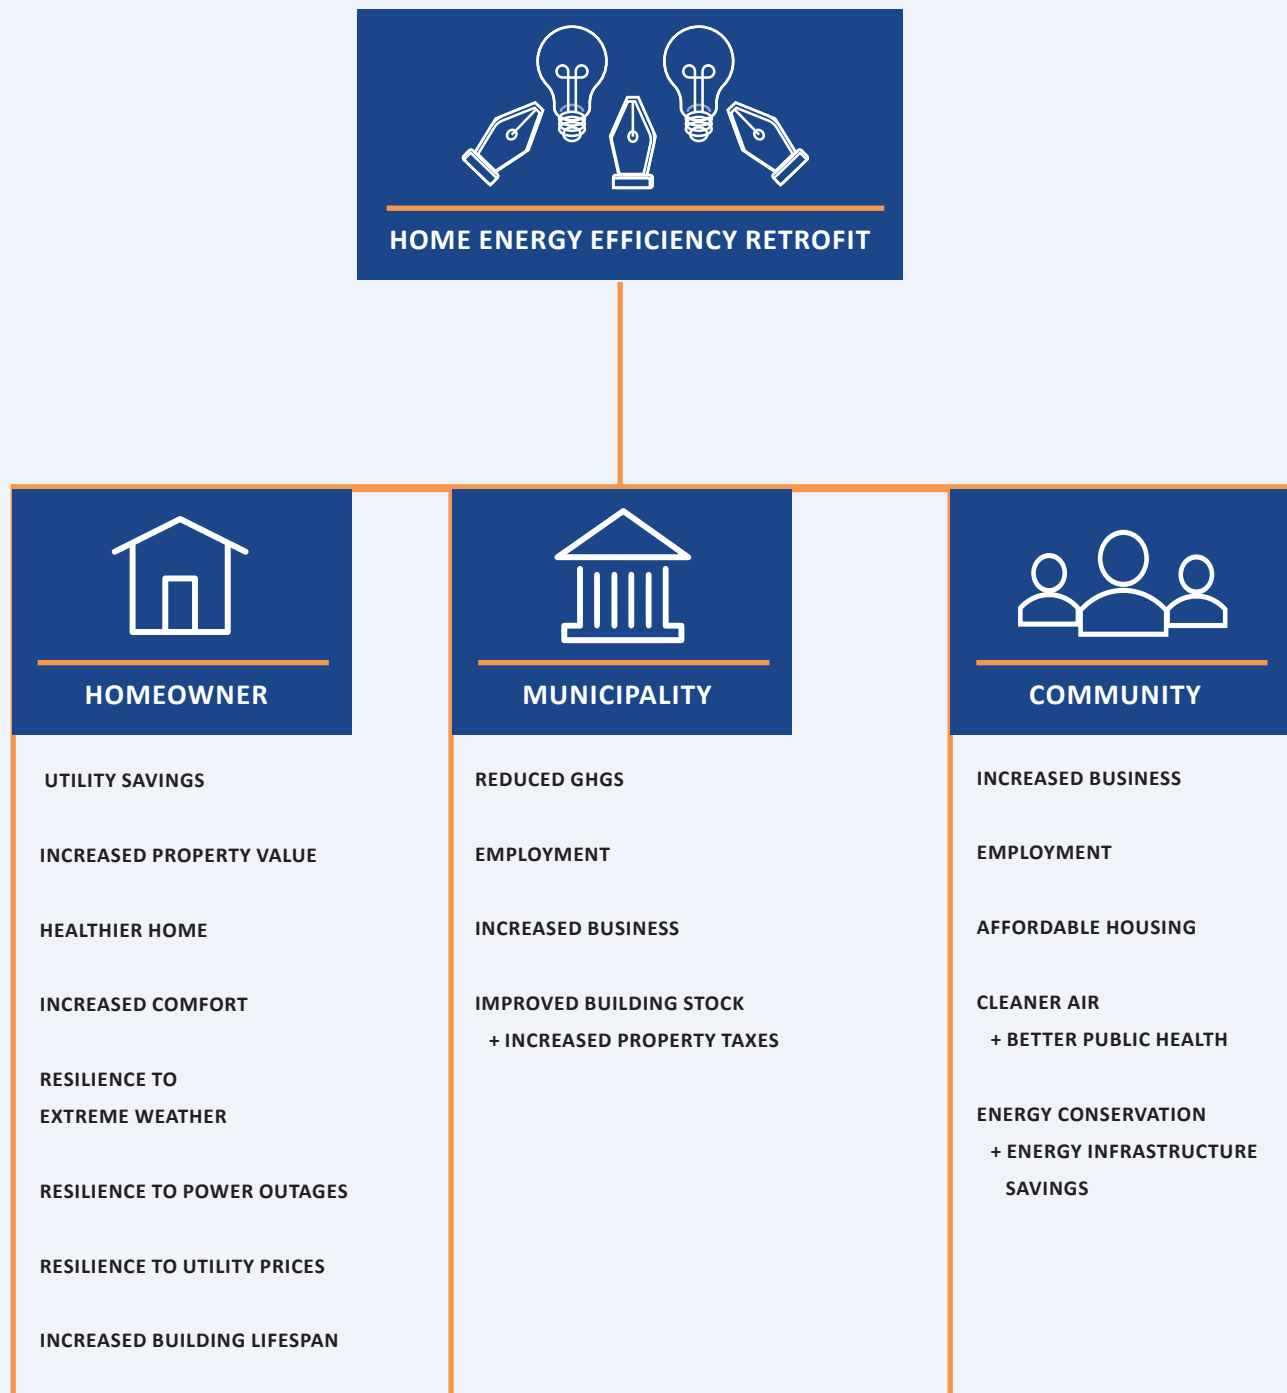 HOME ENERGY EFFICIENCY RETROFIT
HOMEOWNER
UTILITY SAVINGS
INCREASED PROPERTY VALUE
HEALTHIER HOME
INCREASED COMFORT
RESILIENCE TO
EXTREME WEATHER
RESILIENCE TO POWER OUTAGES
RESILIENCE TO UTILITY PRICES
INCREASED BUILDING LIFESPAN
MUNICIPALITY
REDUCED GHGS
EMPLOYMENT
INCREASED BUSINESS
IMPROVED BUILDING STOCK
+ INCREASED PROPERTY TAXES
COMMUNITY
INCREASED BUSINESS
EMPLOYMENT
AFFORDABLE HOUSING
CLEANER AIR
+ BETTER PUBLIC HEALTH
ENERGY CONSERVATION
+ ENERGY INFRASTRUCTURE
SAVINGS